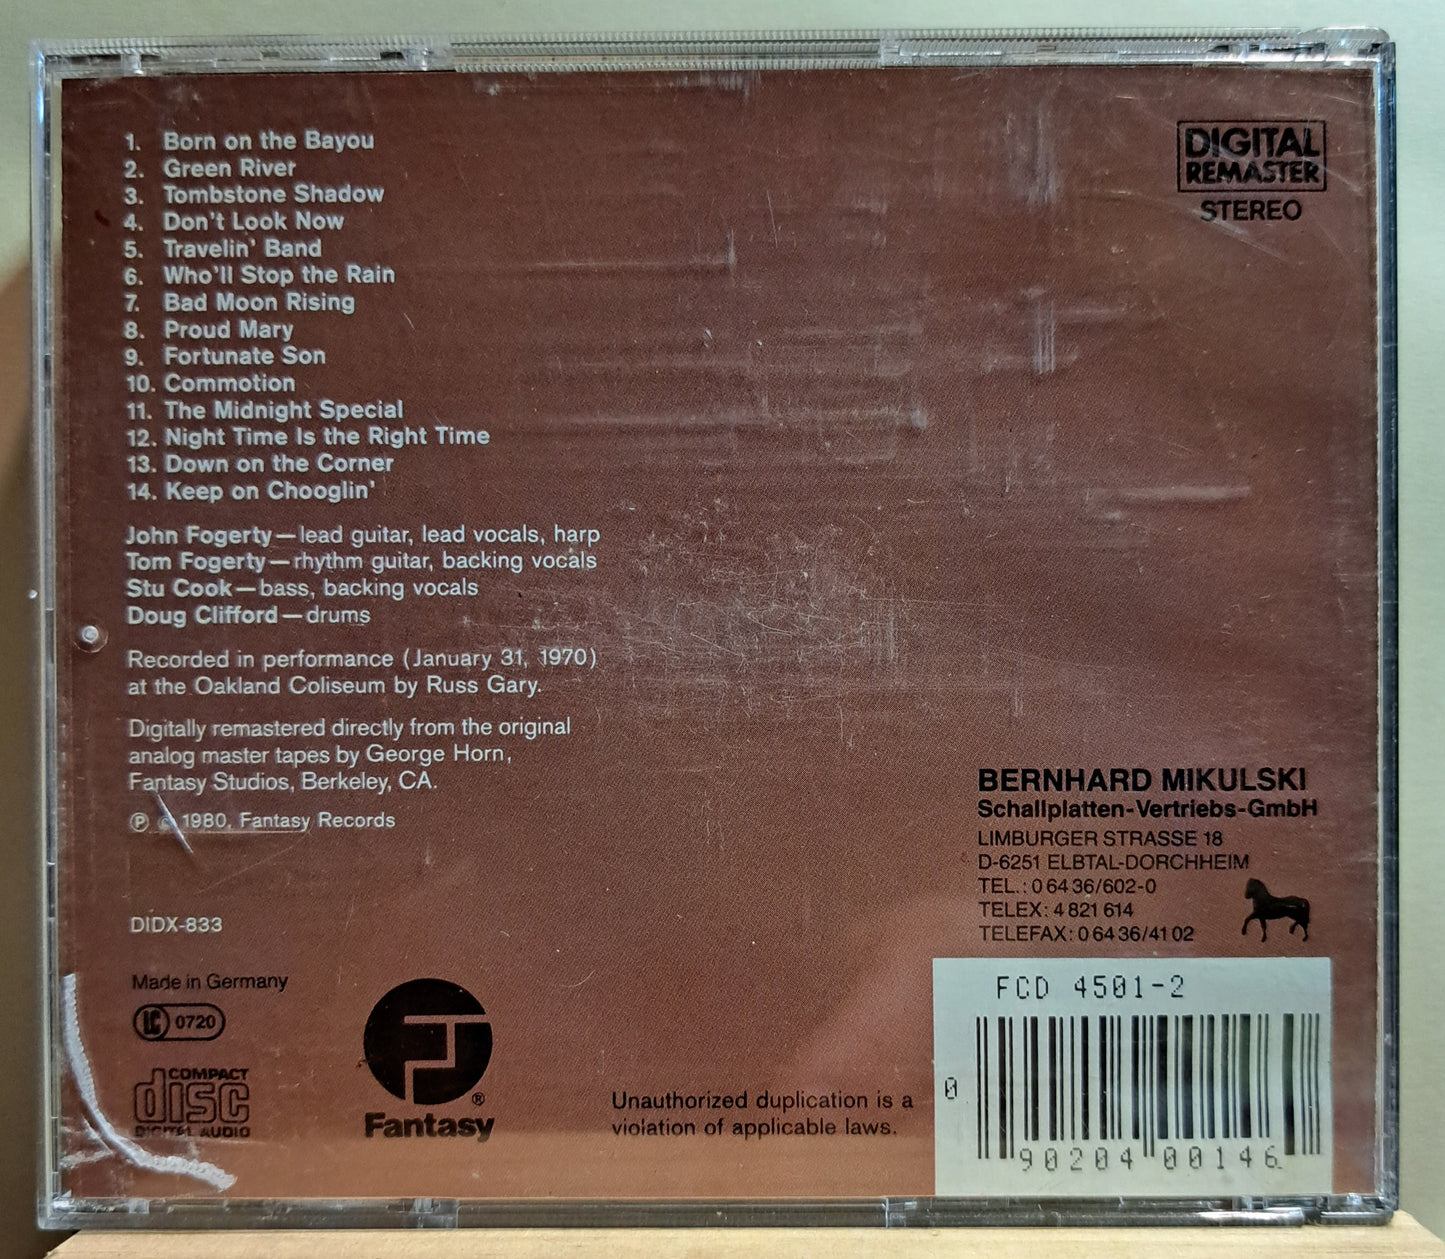 1. Born on the Bayou
2. Green River
3. Tombstone Shadow
4. Don't Look Now
5. Travelin' Band
6. Who'll Stop the Rain
7. Bad Moon Rising
8. Proud Mary
9. Fortunate Son
10. Commotion
11. The Midnight Special
12. Night Time Is the Right Time
13. Down on the Corner
14. Keep on Chooglin'
John Fogerty—lead guitar, lead vocals, harp
Tom Fogerty—rhythm guitar, backing vocals
Stu Cook—bass, backing vocals
Doug Clifford—drums
Recorded in performance (January 31, 1970)
at the Oakland Coliseum by Russ Gary.
Digitally remastered directly from the original
analog master tapes by George Horn,
Fantasy Studios, Berkeley, CA.
℗ © 1980, Fantasy Records
DIDX-833
Made in Germany
LC 0720
COMPACT
disc
DIGITAL AUDIO
FJ ®
Fantasy
Unauthorized duplication is a
violation of applicable laws.
DIGITAL
REMASTER
STEREO
BERNHARD MIKULSKI
Schallplatten-Vertriebs-GmbH
LIMBURGER STRASSE 18
D-6251 ELBTAL-DORCHHEIM
TEL.: 0 64 36/602-0
TELEX: 4 821 614
TELEFAX: 0 64 36/41 02
FCD 4501-2
0 90204 00146